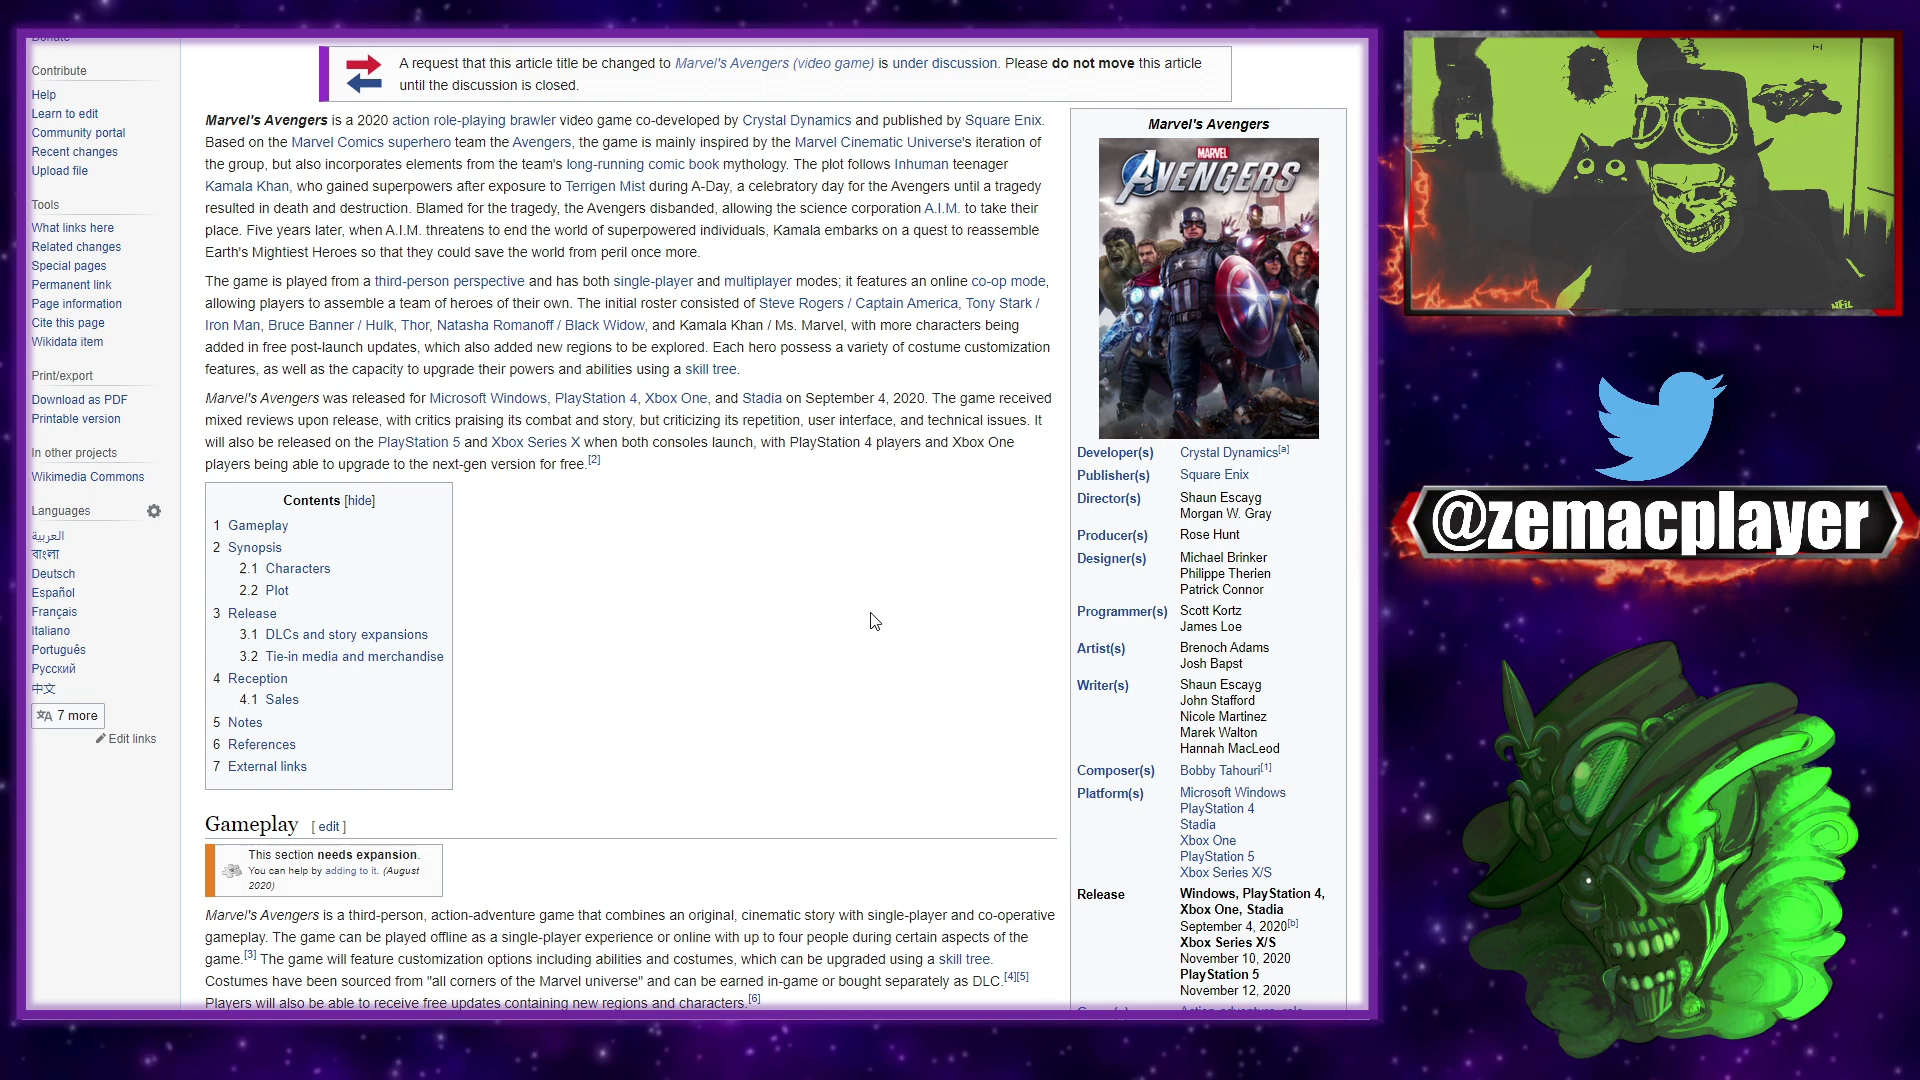 Contribute
Help
Learn to edit
Community portal
Recent changes
Upload file
Tools
What links here
Related changes
Special pages
Permanent link
Page information
Cite this page
Wikidata item
Print/export
Download as PDF
Printable version
In other projects
Wikimedia Commons
Languages
العربية
বাংলা
Deutsch
Español
Français
Italiano
Português
Русский
中文
7 more
Edit links
A request that this article title be changed to Marvel's Avengers (video game) is under discussion. Please do not move this article
until the discussion is closed.
Marvel's Avengers is a 2020 action role-playing brawler video game co-developed by Crystal Dynamics and published by Square Enix.
Based on the Marvel Comics superhero team the Avengers, the game is mainly inspired by the Marvel Cinematic Universe's iteration of
the group, but also incorporates elements from the team's long-running comic book mythology. The plot follows Inhuman teenager
Kamala Khan, who gained superpowers after exposure to Terrigen Mist during A-Day, a celebratory day for the Avengers until a tragedy
resulted in death and destruction. Blamed for the tragedy, the Avengers disbanded, allowing the science corporation A.I.M. to take their
place. Five years later, when A.I.M. threatens to end the world of superpowered individuals, Kamala embarks on a quest to reassemble
Earth's Mightiest Heroes so that they could save the world from peril once more.
The game is played from a third-person perspective and has both single-player and multiplayer modes; it features an online co-op mode,
allowing players to assemble a team of heroes of their own. The initial roster consisted of Steve Rogers / Captain America, Tony Stark /
Iron Man, Bruce Banner / Hulk, Thor, Natasha Romanoff / Black Widow, and Kamala Khan / Ms. Marvel, with more characters being
added in free post-launch updates, which also added new regions to be explored. Each hero possess a variety of costume customization
features, as well as the capacity to upgrade their powers and abilities using a skill tree.
Marvel's Avengers was released for Microsoft Windows, PlayStation 4, Xbox One, and Stadia on September 4, 2020. The game received
mixed reviews upon release, with critics praising its combat and story, but criticizing its repetition, user interface, and technical issues. It
will also be released on the PlayStation 5 and Xbox Series X when both consoles launch, with PlayStation 4 players and Xbox One
players being able to upgrade to the next-gen version for free.[2]
Contents [hide]
1 Gameplay
2 Synopsis
2.1 Characters
2.2 Plot
3 Release
3.1 DLCs and story expansions
3.2 Tie-in media and merchandise
4 Reception
4.1 Sales
5 Notes
6 References
7 External links
Gameplay [ edit ]
This section needs expansion.
You can help by adding to it. (August
2020)
Marvel's Avengers is a third-person, action-adventure game that combines an original, cinematic story with single-player and co-operative
gameplay. The game can be played offline as a single-player experience or online with up to four people during certain aspects of the
game.[3] The game will feature customization options including abilities and costumes, which can be upgraded using a skill tree.
Costumes have been sourced from "all corners of the Marvel universe" and can be earned in-game or bought separately as DLC.[4][5]
Players will also be able to receive free updates containing new regions and characters.[6]
Marvel's Avengers
MARVEL
AVENGERS
Developer(s) Crystal Dynamics[a]
Publisher(s) Square Enix
Director(s) Shaun Escayg
Morgan W. Gray
Producer(s) Rose Hunt
Designer(s) Michael Brinker
Philippe Therien
Patrick Connor
Programmer(s) Scott Kortz
James Loe
Artist(s) Brenoch Adams
Josh Bapst
Writer(s) Shaun Escayg
John Stafford
Nicole Martinez
Marek Walton
Hannah MacLeod
Composer(s) Bobby Tahouri[1]
Platform(s) Microsoft Windows
PlayStation 4
Stadia
Xbox One
PlayStation 5
Xbox Series X/S
Release Windows, PlayStation 4,
Xbox One, Stadia
September 4, 2020[b]
Xbox Series X/S
November 10, 2020
PlayStation 5
November 12, 2020
@zemacplayer